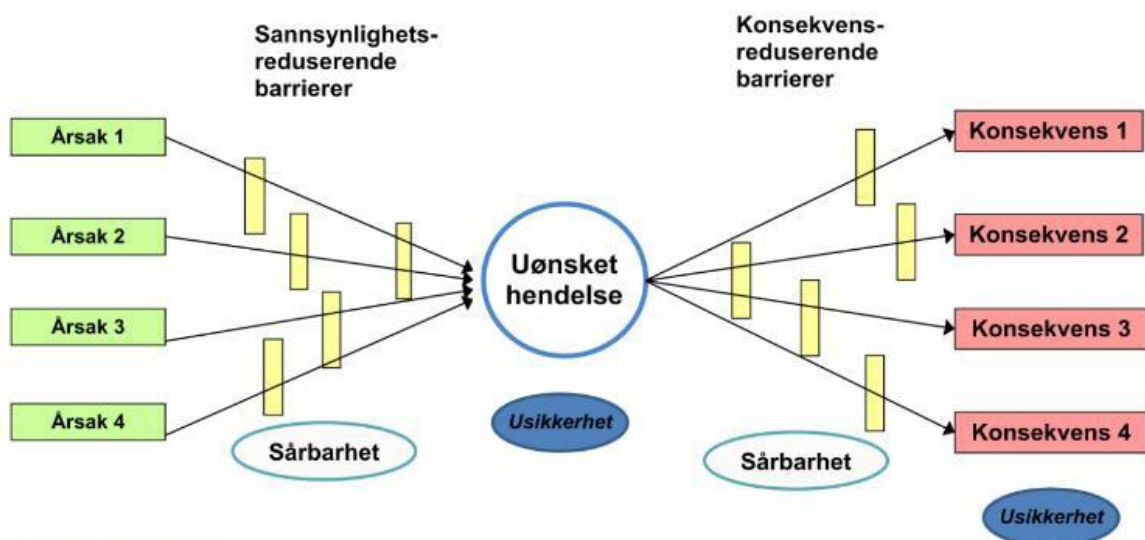 Sannsynlighets-
reduserende
barrierer
Konsekvens-
reduserende
barrierer
Årsak 1
Årsak 2
Årsak 3
Årsak 4
Uønsket
hendelse
Konsekvens 1
Konsekvens 2
Konsekvens 3
Konsekvens 4
Sårbarhet
Usikkerhet
Sårbarhet
Usikkerhet